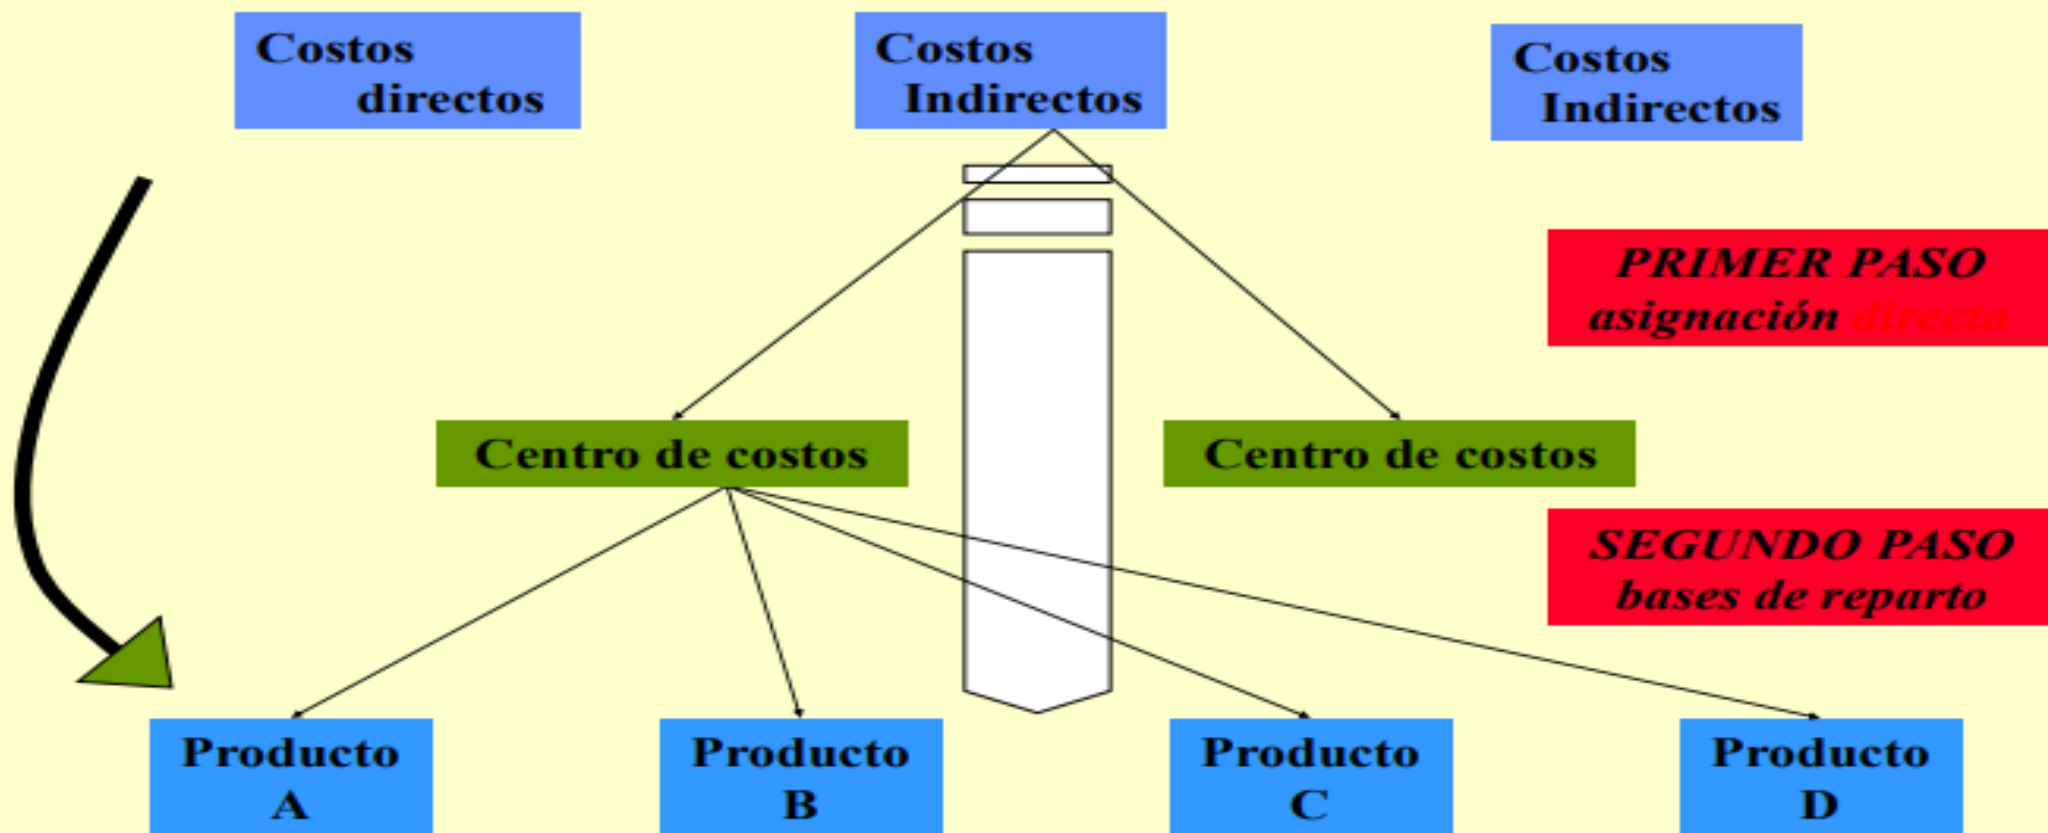 Costos
directos
Costos
Indirectos
Costos
Indirectos
PRIMER PASO
asignación directa
Centro de costos
Centro de costos
SEGUNDO PASO
bases de reparto
Producto
A
Producto
B
Producto
C
Producto
D